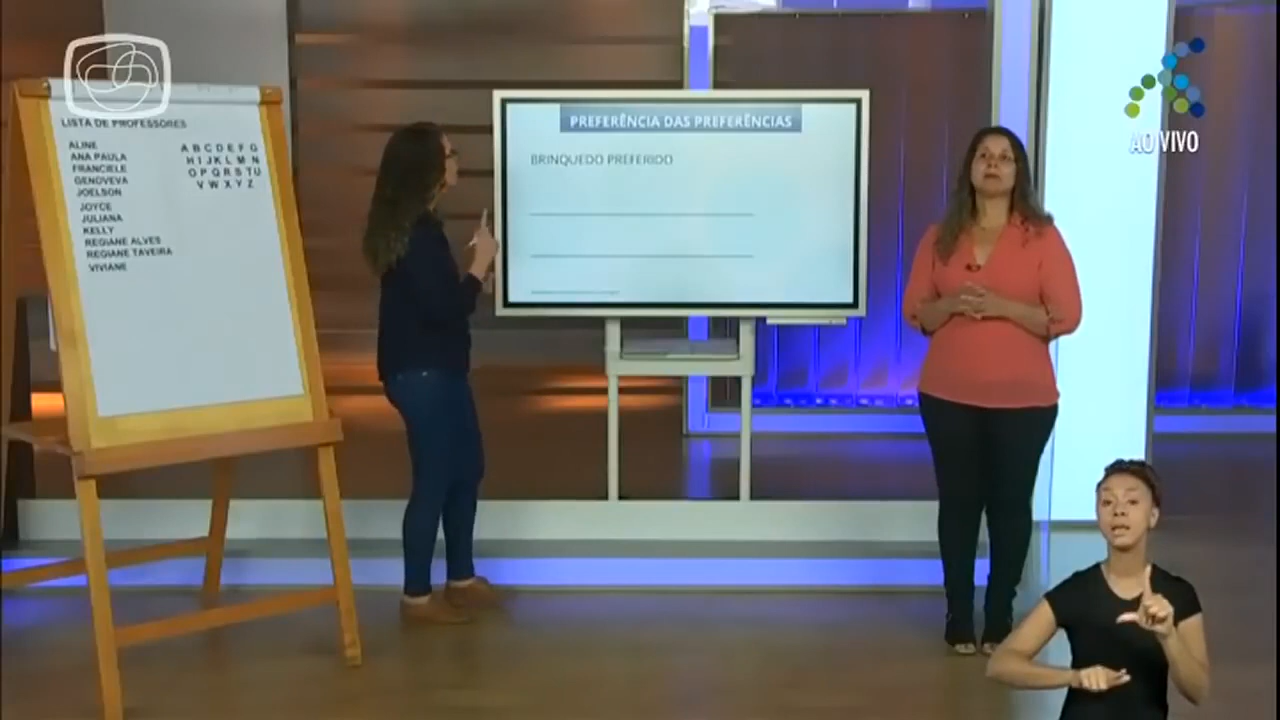 LISTA DE PROFESSORES
ALINE
ANA PAULA
FRANCIELE
GENOVEVA
JOELSON
JOYCE
JULIANA
KELLY
REGIANE ALVES
REGIANE TAVEIRA
VIVIANE
A B C D E F G
H I J K L M N
O P Q R S T U
V W X Y Z
PREFERÊNCIA DAS PREFERÊNCIAS
BRINQUEDO PREFERIDO
AO VIVO